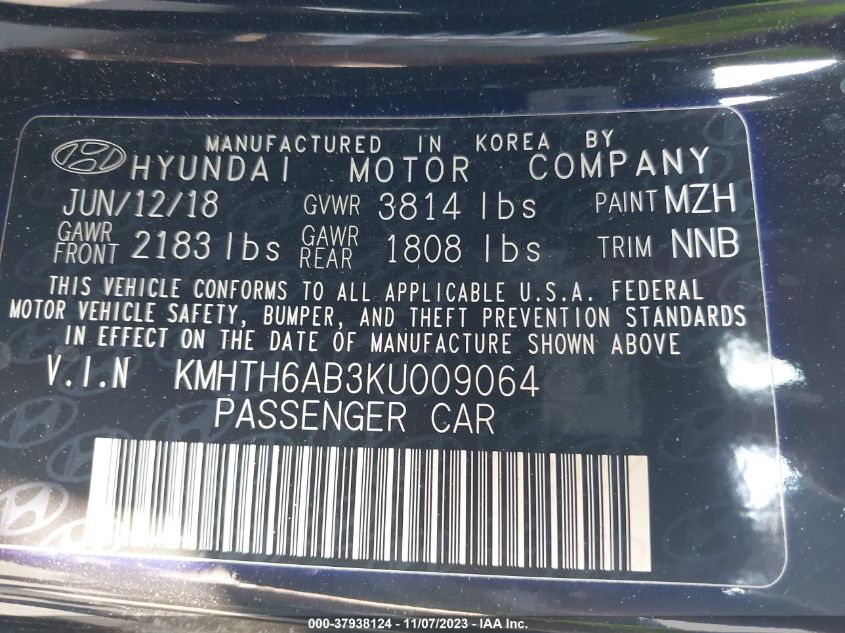 MANUFACTURED IN KOREA BY
HYUNDAI MOTOR COMPANY
JUN/12/18 GVWR 3814 lbs PAINT MZH
GAWR FRONT 2183 lbs GAWR REAR 1808 lbs TRIM NNB
THIS VEHICLE CONFORMS TO ALL APPLICABLE U.S.A. FEDERAL
MOTOR VEHICLE SAFETY, BUMPER, AND THEFT PREVENTION STANDARDS
IN EFFECT ON THE DATE OF MANUFACTURE SHOWN ABOVE
V.I.N KMHTH6AB3KU009064
PASSENGER CAR
000-37938124 - 11/07/2023 - IAA Inc.